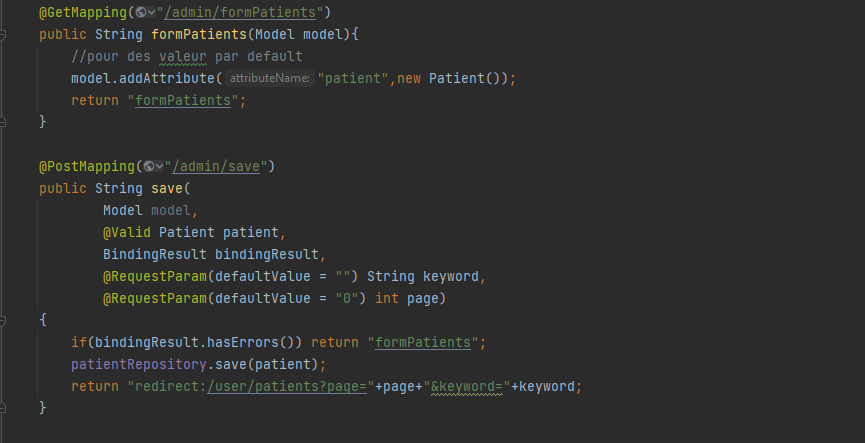 @GetMapping("/admin/formPatients")
public String formPatients(Model model){
//pour des valeur par default
model.addAttribute( attributeName: "patient",new Patient());
return "formPatients";
}
@PostMapping("/admin/save")
public String save(
Model model,
@Valid Patient patient,
BindingResult bindingResult,
@RequestParam(defaultValue = "") String keyword,
@RequestParam(defaultValue = "0") int page)
{
if(bindingResult.hasErrors()) return "formPatients";
patientRepository.save(patient);
return "redirect:/user/patients?page="+page+"&keyword="+keyword;
}